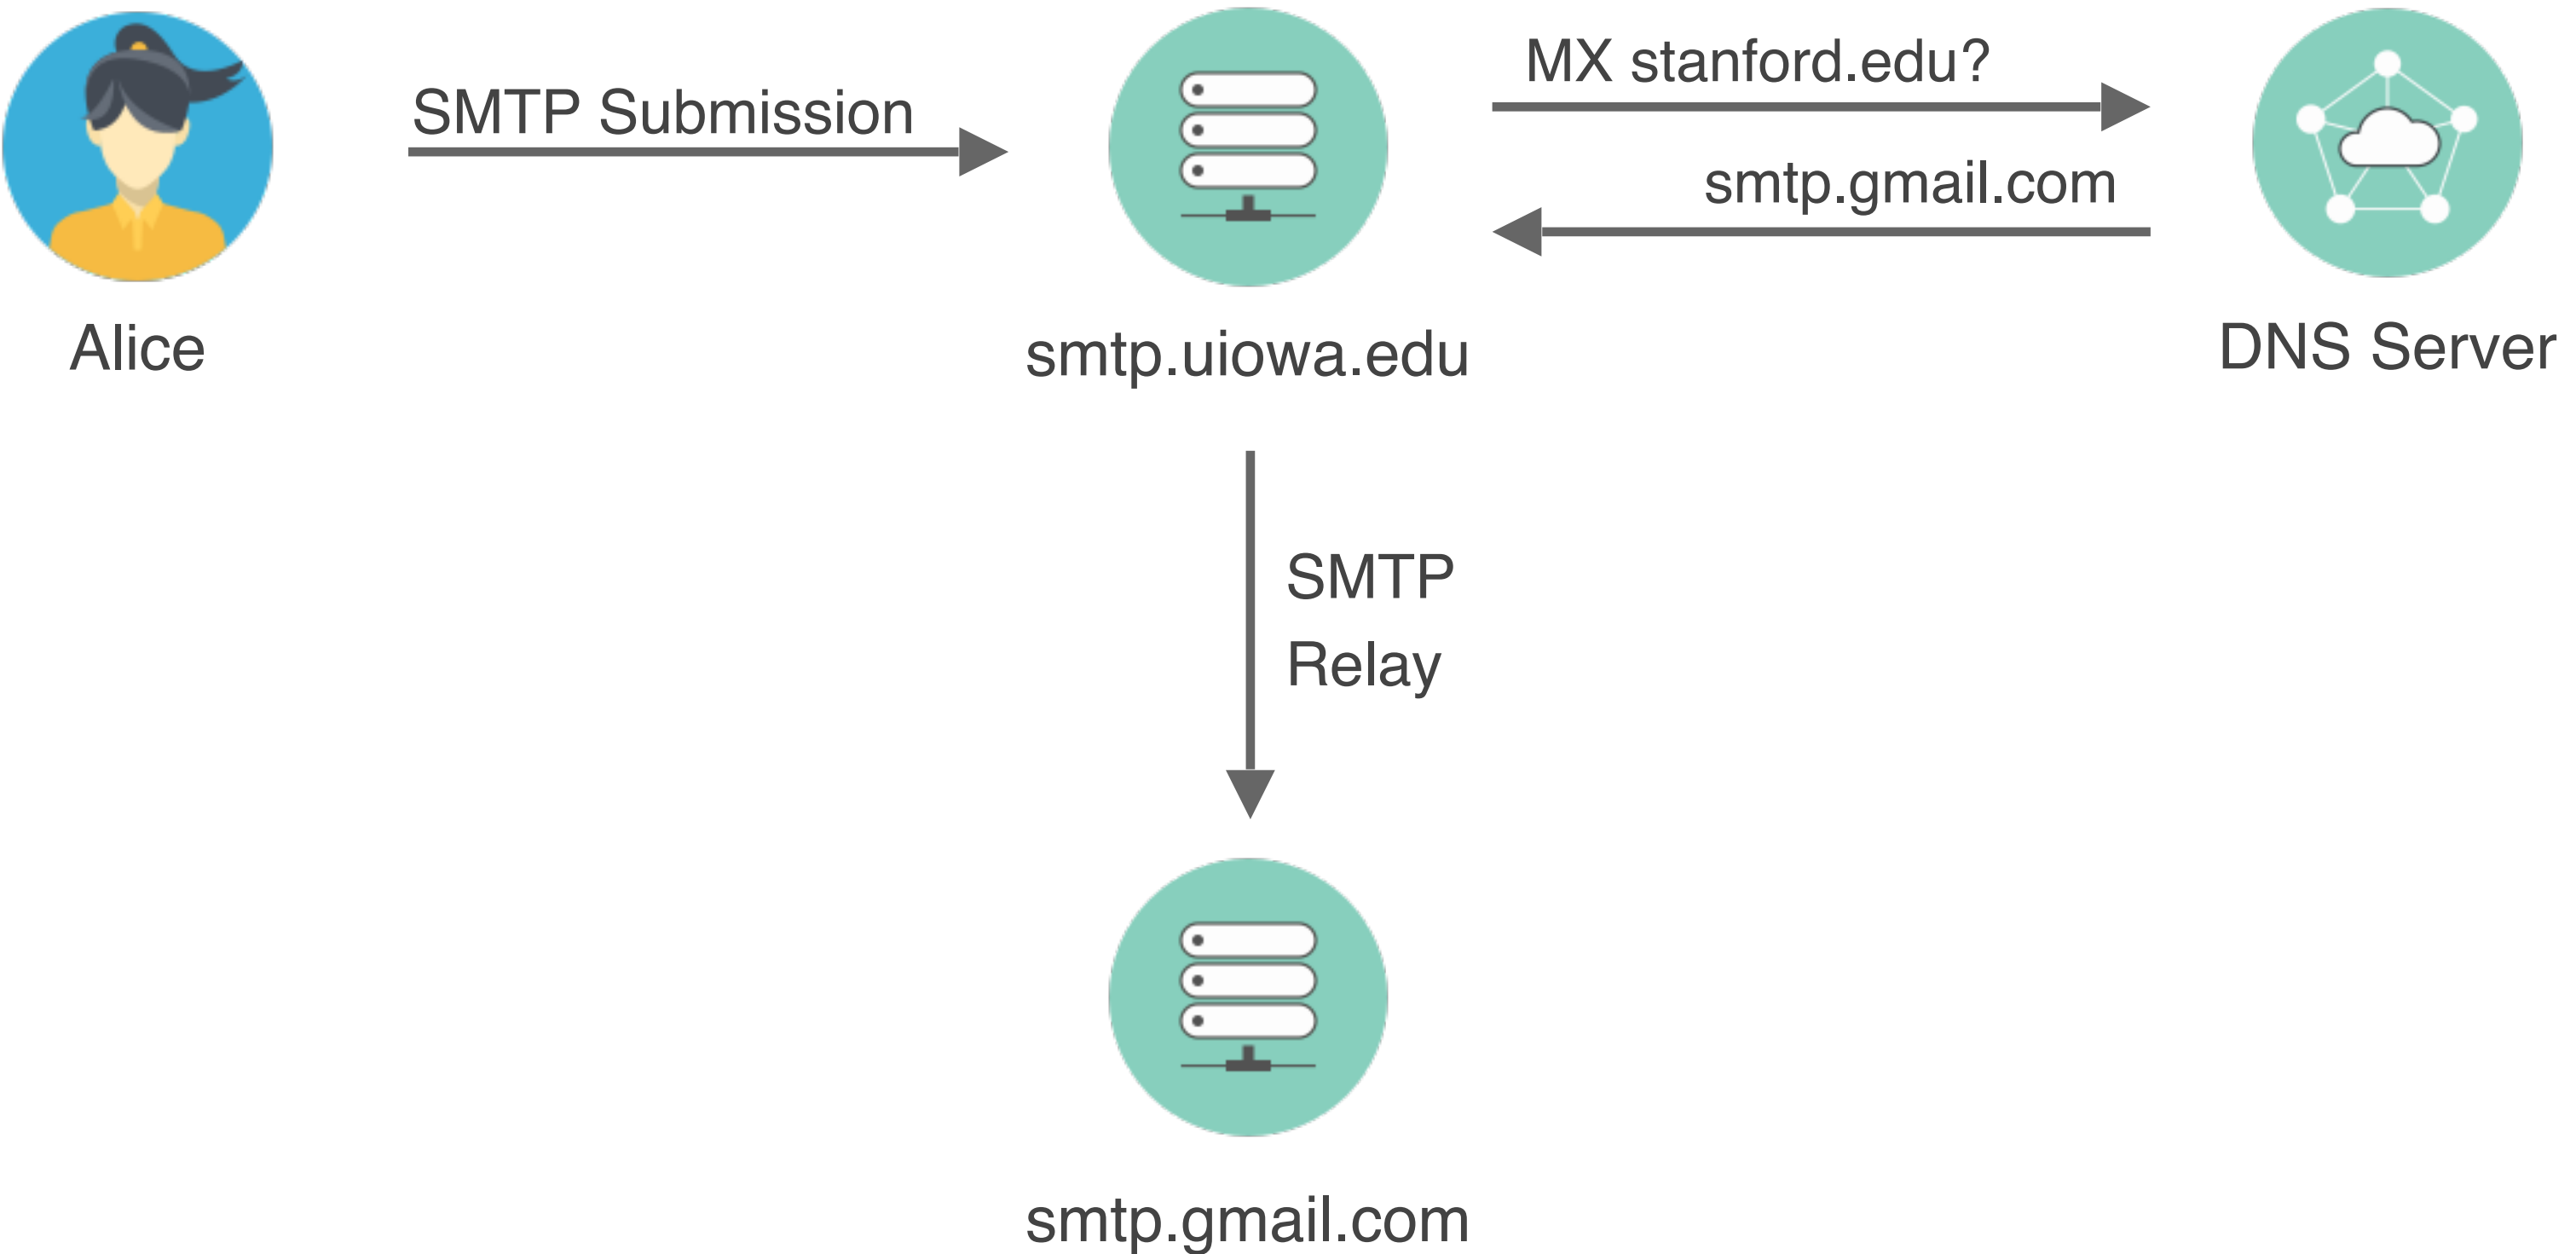 SMTP Submission
MX stanford.edu?
smtp.gmail.com
Alice
smtp.uiowa.edu
DNS Server
SMTP
Relay
smtp.gmail.com